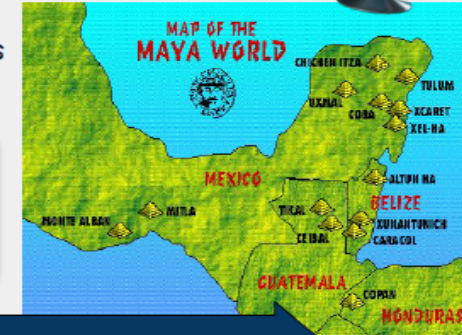 S
MAP OF THE
MAYA WORLD
CHICHEN ITZA
TULUM
UXMAL
COBA
XCARET
XEL-HA
MEXICO
ALTUN HA
BELIZE
TIKAL
XUNANTUNICH
MONTE ALBAN
MITLA
CEIBAL
CARACOL
GUATEMALA
COPAN
HONDURAS